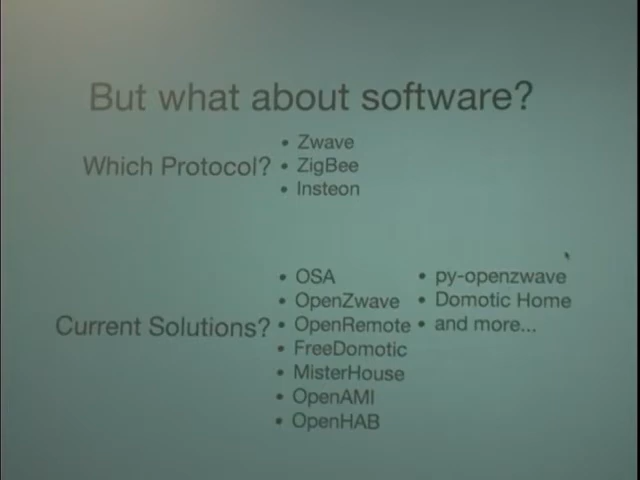 But what about software?
Which Protocol?
• Zwave
• ZigBee
• Insteon
Current Solutions?
• OSA
• OpenZwave
• OpenRemote
• FreeDomotic
• MisterHouse
• OpenAMI
• OpenHAB
• py-openzwave
• Domotic Home
• and more...